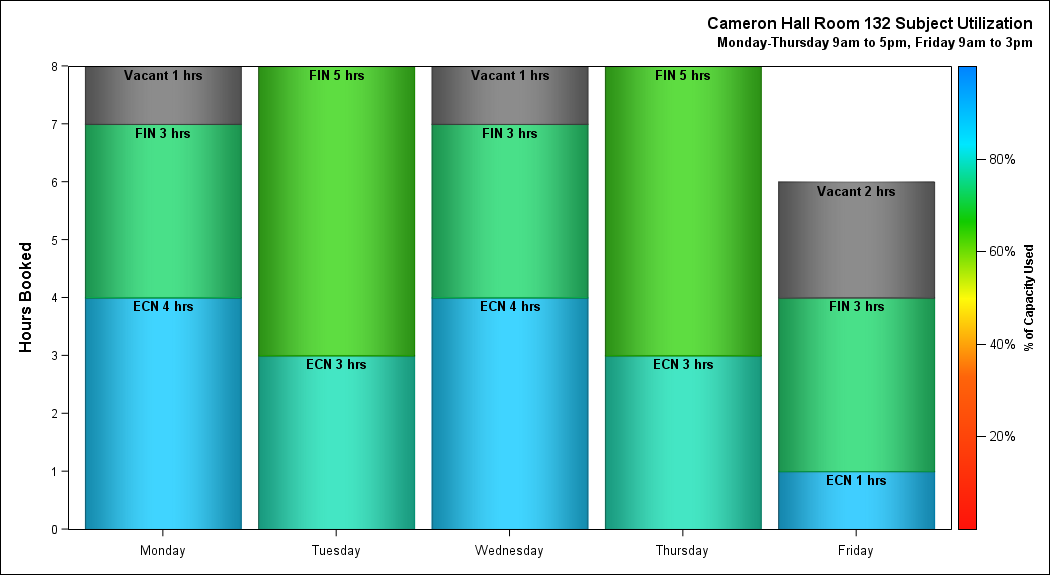 Cameron Hall Room 132 Subject Utilization
Monday-Thursday 9am to 5pm, Friday 9am to 3pm
Hours Booked
8
7
6
5
4
3
2
1
0
Vacant 1 hrs
FIN 3 hrs
ECN 4 hrs
FIN 5 hrs
ECN 3 hrs
Vacant 1 hrs
FIN 3 hrs
ECN 4 hrs
FIN 5 hrs
ECN 3 hrs
Vacant 2 hrs
FIN 3 hrs
ECN 1 hrs
Monday
Tuesday
Wednesday
Thursday
Friday
80%
60%
40%
20%
% of Capacity Used